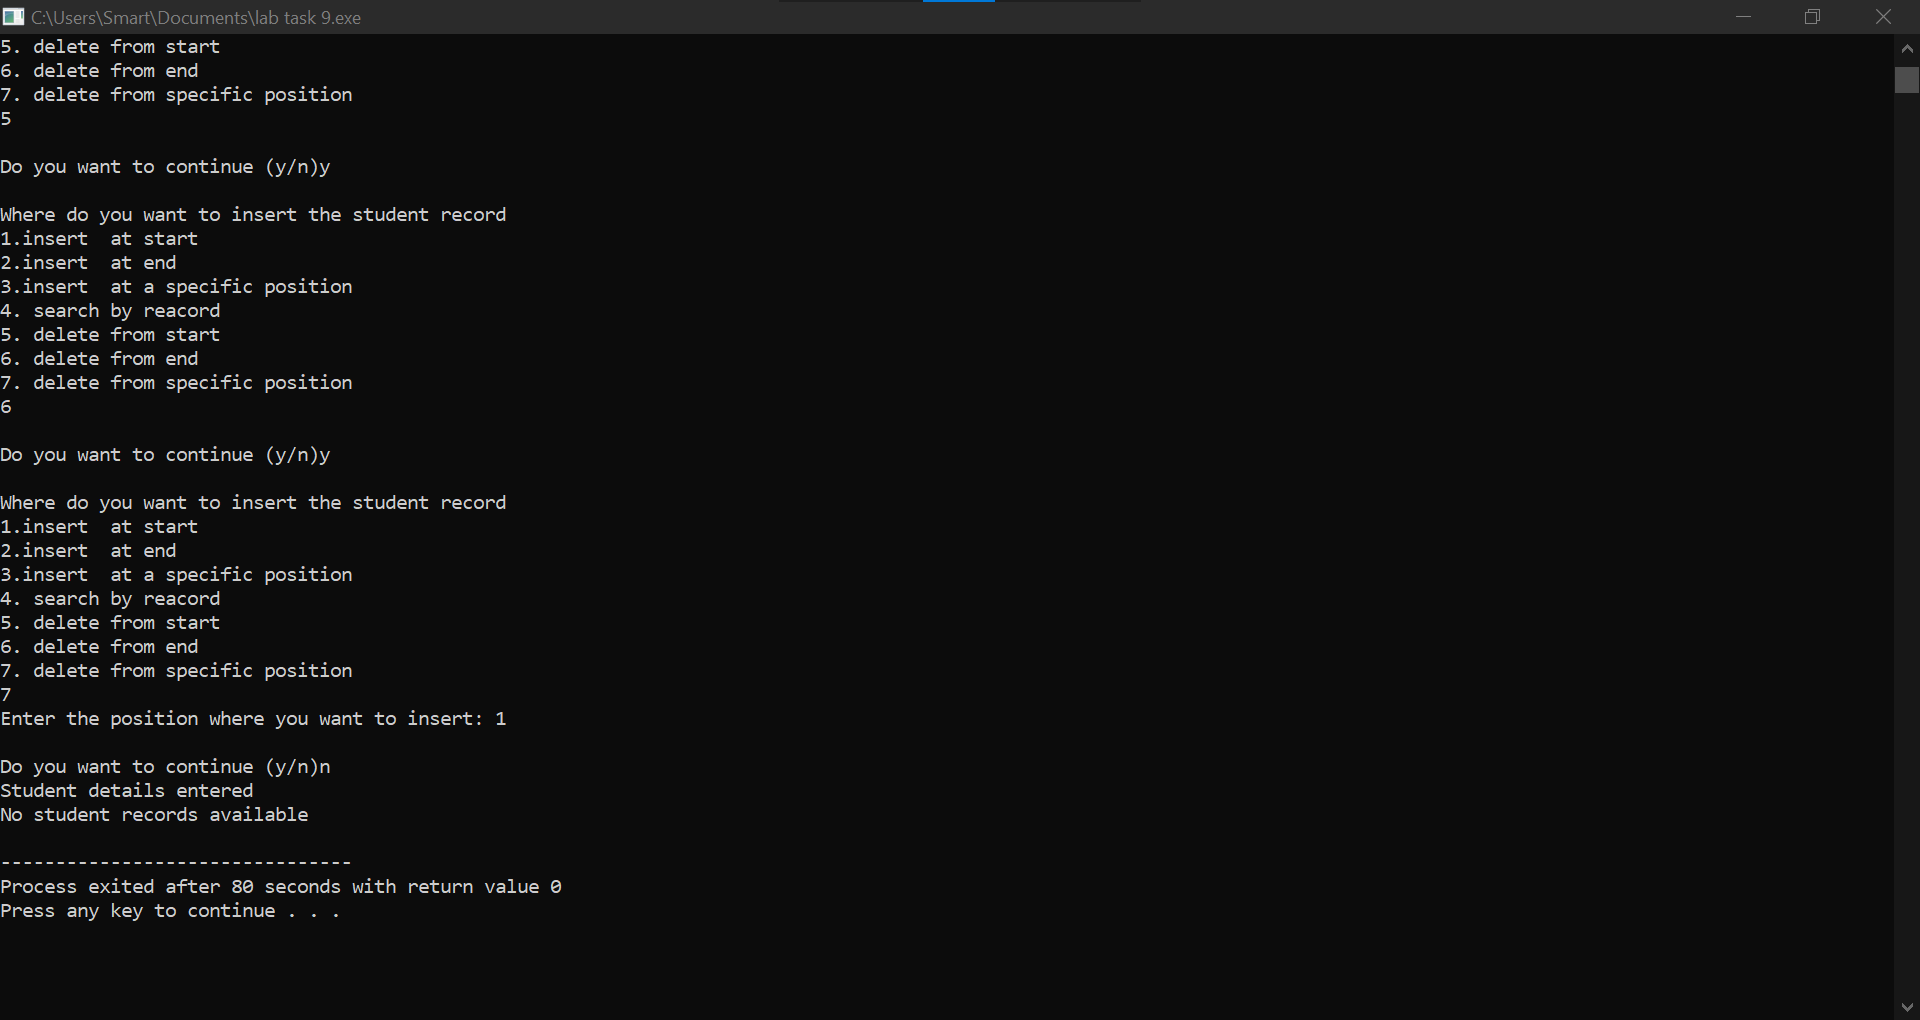 C:\Users\Smart\Documents\lab task 9.exe
5. delete from start
6. delete from end
7. delete from specific position
5
Do you want to continue (y/n)y
Where do you want to insert the student record
1.insert  at start
2.insert  at end
3.insert  at a specific position
4. search by reacord
5. delete from start
6. delete from end
7. delete from specific position
6
Do you want to continue (y/n)y
Where do you want to insert the student record
1.insert  at start
2.insert  at end
3.insert  at a specific position
4. search by reacord
5. delete from start
6. delete from end
7. delete from specific position
7
Enter the position where you want to insert: 1
Do you want to continue (y/n)n
Student details entered
No student records available
--------------------------------
Process exited after 80 seconds with return value 0
Press any key to continue . . .